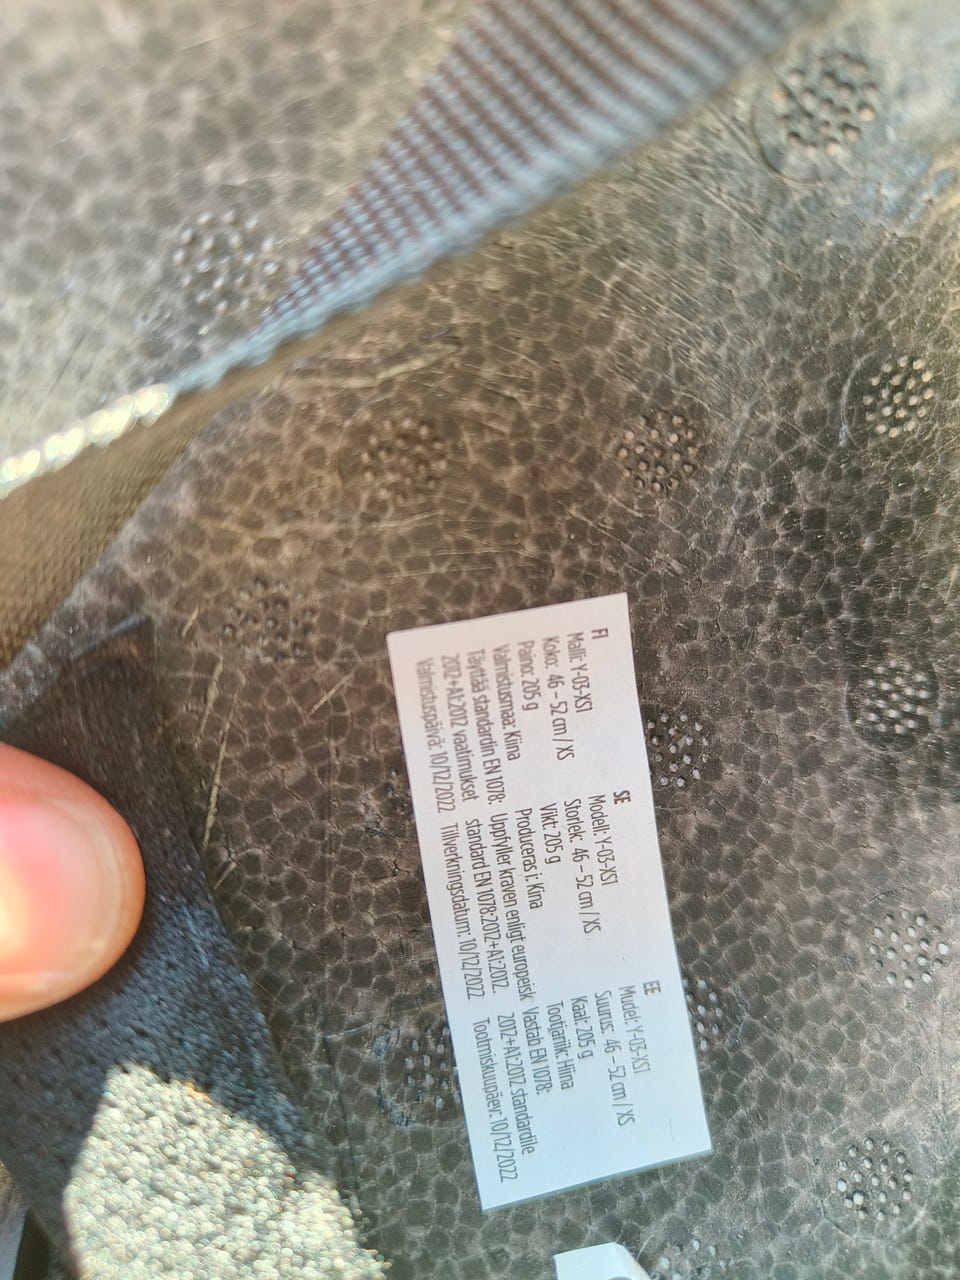 FI
Malli: Y-03-XS1
Koko: 46 – 52 cm / XS
Paino: 205 g
Valmistusmaa: Kiina
Täyttää standardin EN 1078:
2012+A1:2012 vaatimukset
Valmistuspäivä: 10/12/2022
SE
Modell: Y-03-XS1
Storlek: 46 – 52 cm / XS
Vikt: 205 g
Produceras i: Kina
Uppfyller kraven enligt europeisk
standard EN 1078:2012+A1:2012.
Tillverkningsdatum: 10/12/2022
EE
Mudel: Y-03-XS1
Suurus: 46 – 52 cm / XS
Kaal: 205 g
Tootjariik: Hiina
Vastab EN 1078:
2012+A1:2012 standardile
Tootmiskuupäev: 10/12/2022